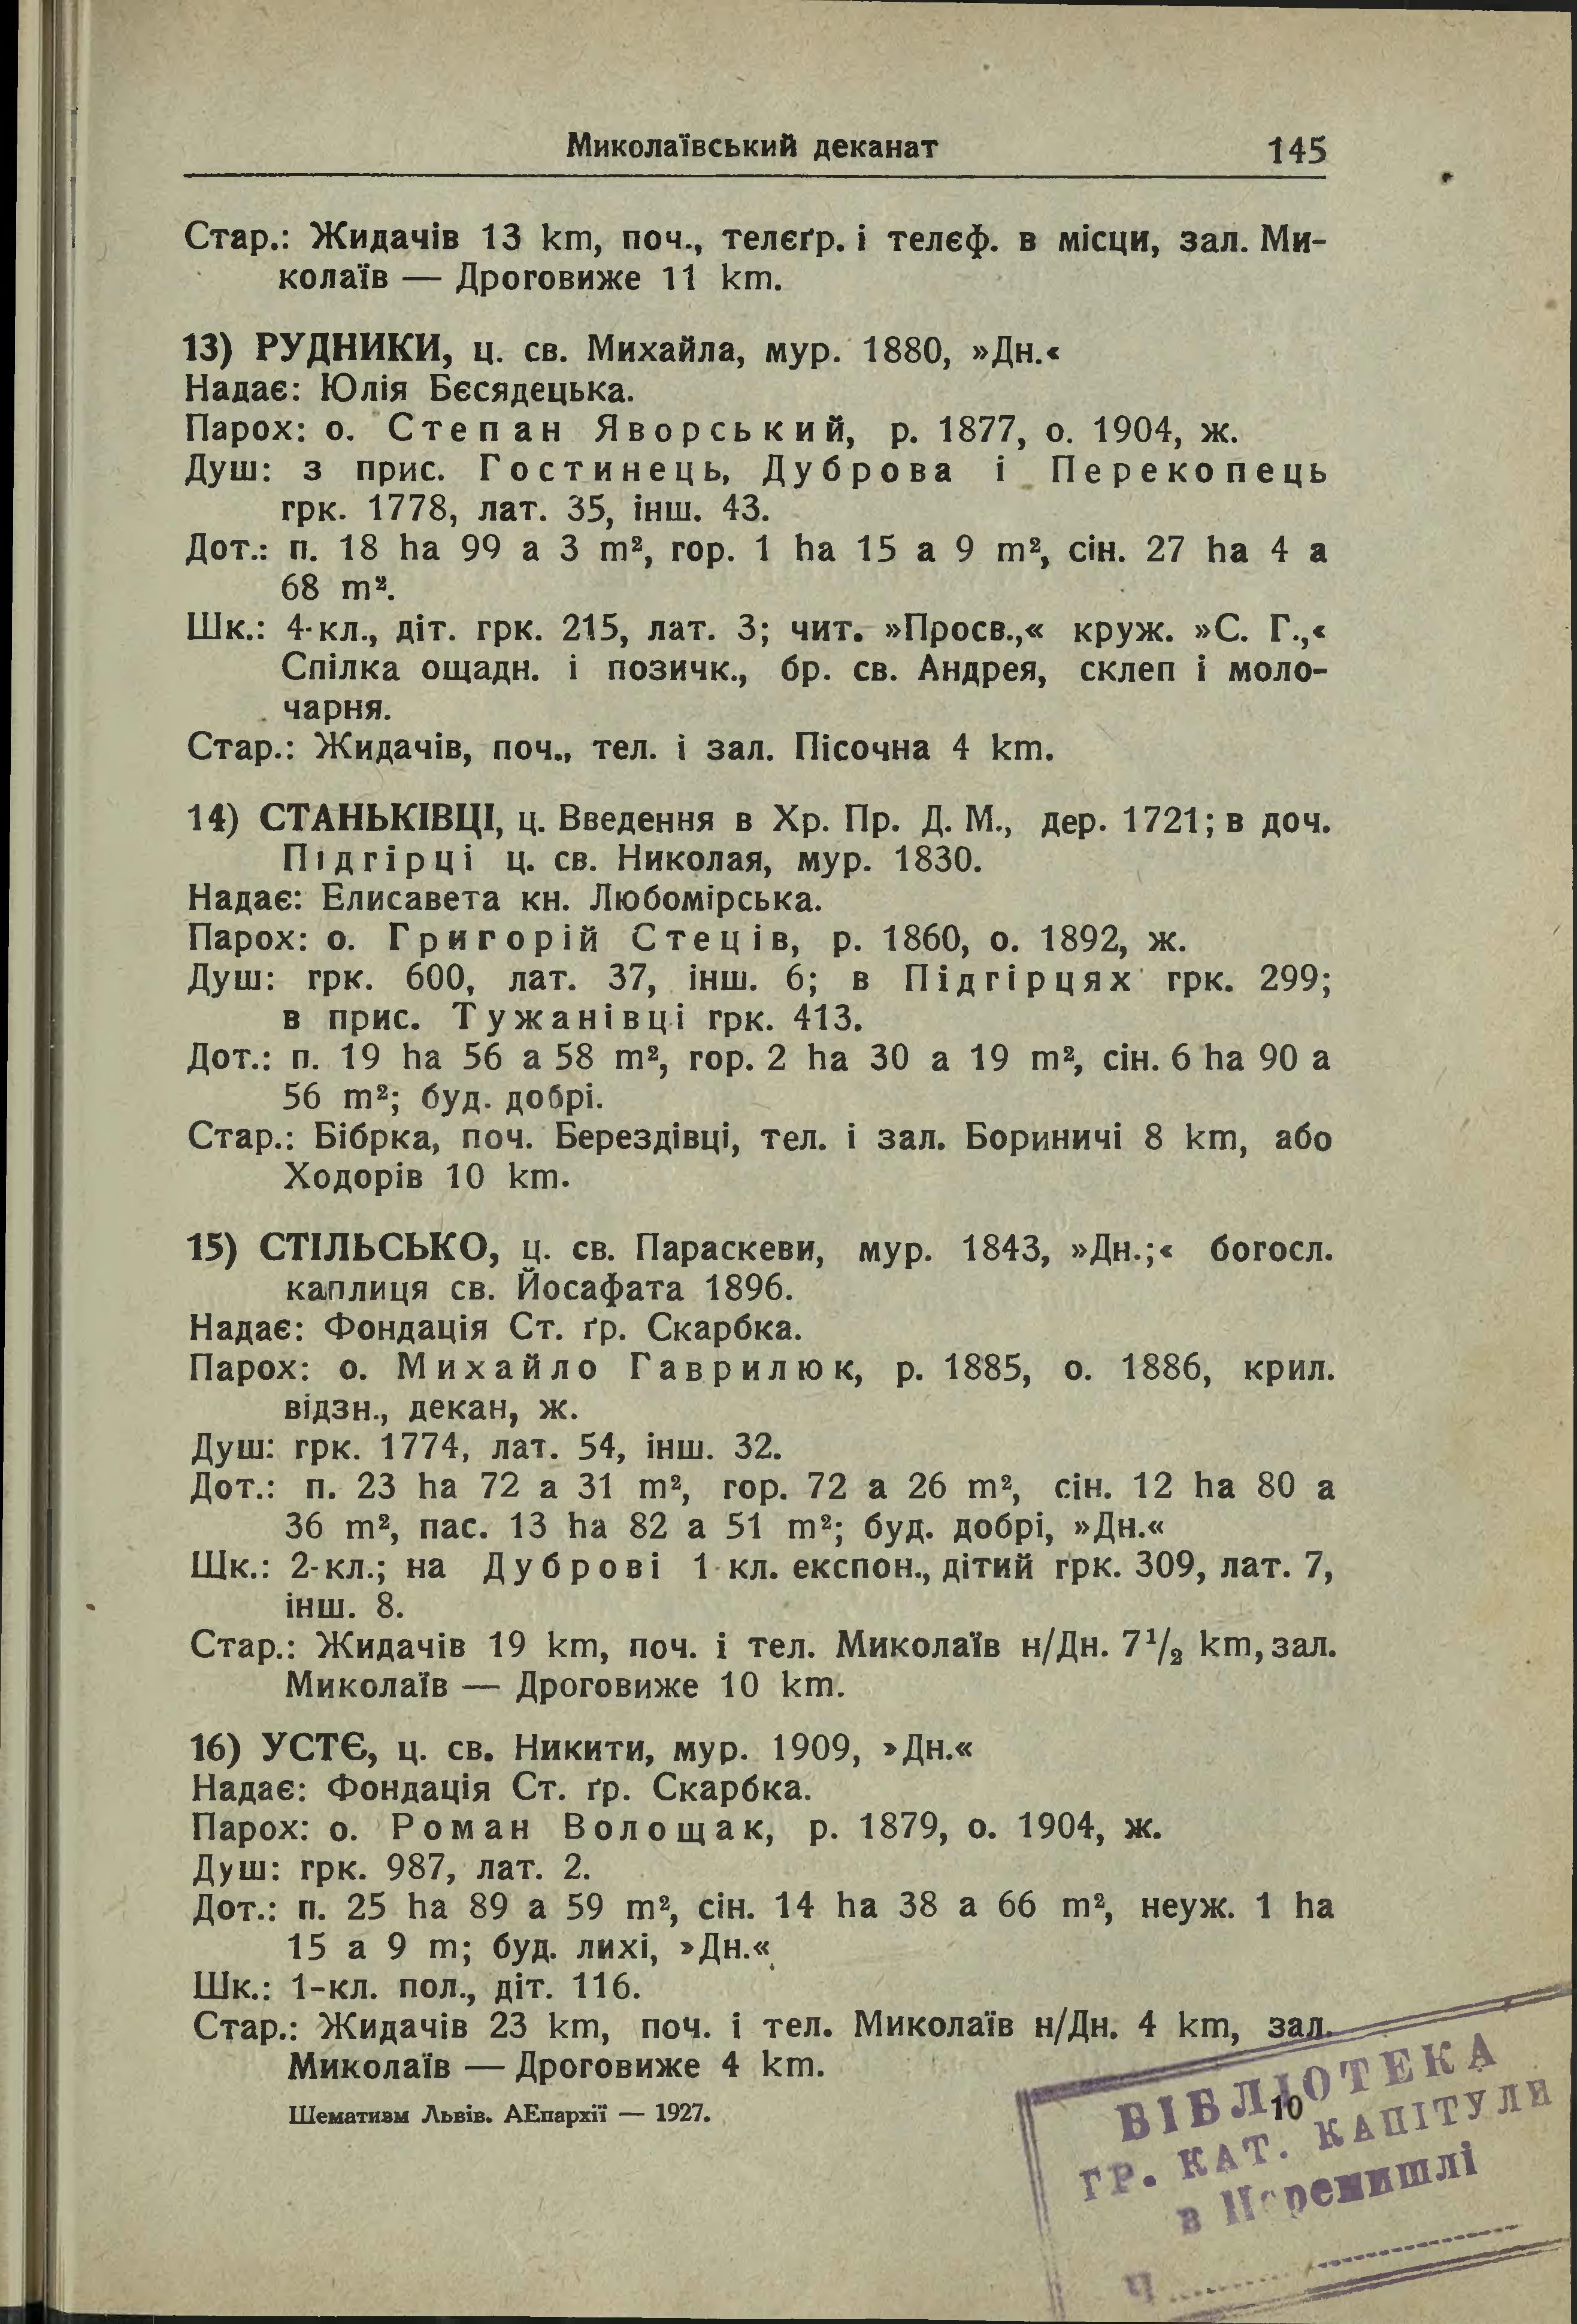 Миколаївський деканат 145
Стар.: Жидачів 13 km, поч., телєґр. і телєф. в місци, зал. Ми-
колаїв — Дроговиже 11 km.
13) РУДНИКИ, ц. св. Михайла, мур. 1880, »Дн.«
Надає: Юлія Бєсядецька.
Парох: о. Степан Яворський, р. 1877, о. 1904, ж.
Душ: з прис. Гостинець, Дуброва і Перекопець
грк. 1778, лат. 35, інш. 43.
Дот.: п. 18 ha 99 a 3 m², гор. 1 ha 15 a 9 m², сін. 27 ha 4 a
68 m².
Шк.: 4-кл., діт. грк. 215, лат. 3; чит. »Просв.,« круж. »С. Г.,«
Спілка ощадн. і позичк., бр. св. Андрея, склеп і моло-
чарня.
Стар.: Жидачів, поч., тел. і зал. Пісочна 4 km.
14) СТАНЬКІВЦІ, ц. Введення в Хр. Пр. Д. М., дер. 1721; в доч.
Підгірці ц. св. Николая, мур. 1830.
Надає: Елисавета кн. Любомірська.
Парох: о. Григорій Стеців, р. 1860, о. 1892, ж.
Душ: грк. 600, лат. 37, інш. 6; в Підгірцях грк. 299;
в прис. Тужанівці грк. 413.
Дот.: п. 19 ha 56 a 58 m², гор. 2 ha 30 a 19 m², сін. 6 ha 90 a
56 m²; буд. добрі.
Стар.: Бібрка, поч. Берездівці, тел. і зал. Бориничі 8 km, або
Ходорів 10 km.
15) СТІЛЬСЬКО, ц. св. Параскеви, мур. 1843, »Дн.;« богосл.
каплиця св. Йосафата 1896.
Надає: Фондація Ст. ґр. Скарбка.
Парох: о. Михайло Гаврилюк, р. 1885, о. 1886, крил.
відзн., декан, ж.
Душ: грк. 1774, лат. 54, інш. 32.
Дот.: п. 23 ha 72 a 31 m², гор. 72 a 26 m², сін. 12 ha 80 a
36 m², пас. 13 ha 82 a 51 m²; буд. добрі, »Дн.«
Шк.: 2-кл.; на Дуброві 1 кл. експон., дітий грк. 309, лат. 7,
інш. 8.
Стар.: Жидачів 19 km, поч. і тел. Миколаїв н/Дн. 7½ km, зал.
Миколаїв — Дроговиже 10 km.
16) УСТЄ, ц. св. Никити, мур. 1909, »Дн.«
Надає: Фондація Ст. ґр. Скарбка.
Парох: о. Роман Волощак, р. 1879, о. 1904, ж.
Душ: грк. 987, лат. 2.
Дот.: п. 25 ha 89 a 59 m², сін. 14 ha 38 a 66 m², неуж. 1 ha
15 a 9 m; буд. лихі, »Дн.«
Шк.: 1-кл. пол., діт. 116.
Стар.: Жидачів 23 km, поч. і тел. Миколаїв н/Дн. 4 km, зал.
Миколаїв — Дроговиже 4 km.
Шематизм Львів. АЕпархії — 1927. 10
БІБЛІОТЕКА
ГР. КАТ. КАПІТУЛИ
в Перемишлі
Ч